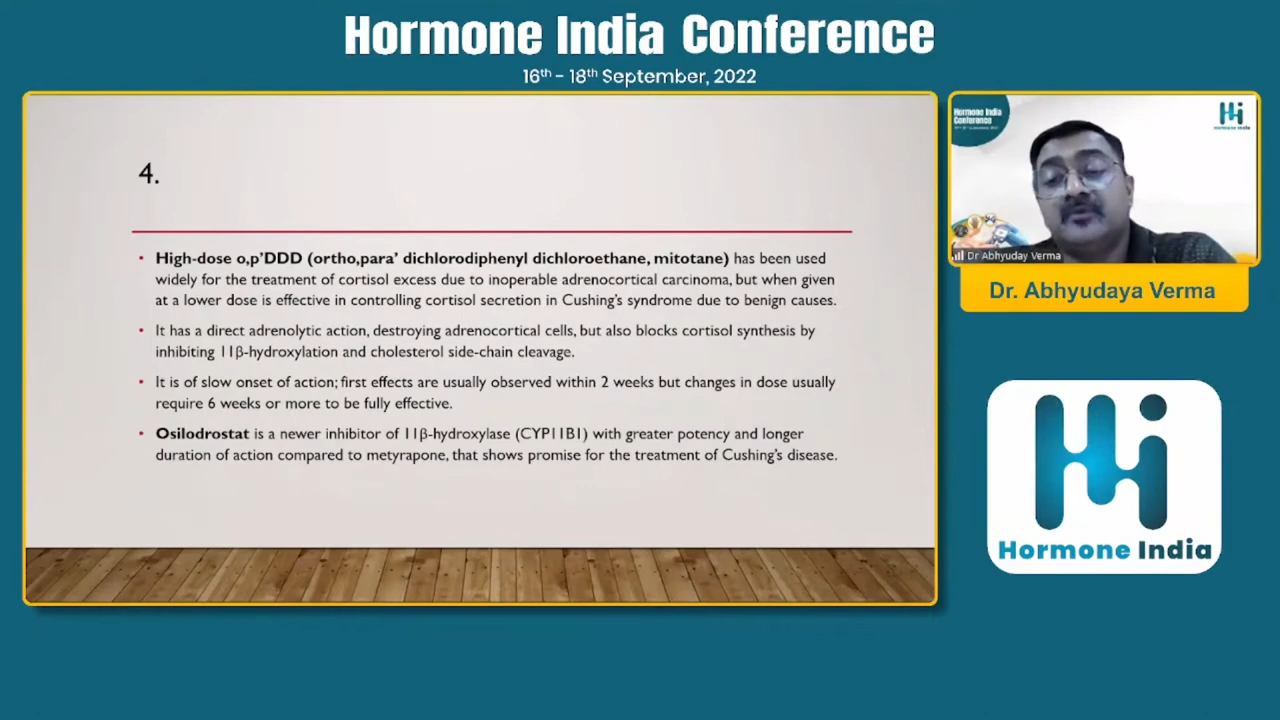 Hormone India Conference
16th - 18th September, 2022
4.
• High-dose o,p'DDD (ortho,para' dichlorodiphenyl dichloroethane, mitotane) has been used
widely for the treatment of cortisol excess due to inoperable adrenocortical carcinoma, but when given
at a lower dose is effective in controlling cortisol secretion in Cushing's syndrome due to benign causes.
• It has a direct adrenolytic action, destroying adrenocortical cells, but also blocks cortisol synthesis by
inhibiting 11β-hydroxylation and cholesterol side-chain cleavage.
• It is of slow onset of action; first effects are usually observed within 2 weeks but changes in dose usually
require 6 weeks or more to be fully effective.
• Osilodrostat is a newer inhibitor of 11β-hydroxylase (CYP11B1) with greater potency and longer
duration of action compared to metyrapone, that shows promise for the treatment of Cushing's disease.
Hormone India
Conference
Hi
Hormone India
Dr Abhyuday Verma
Dr. Abhyudaya Verma
Hi
Hormone India